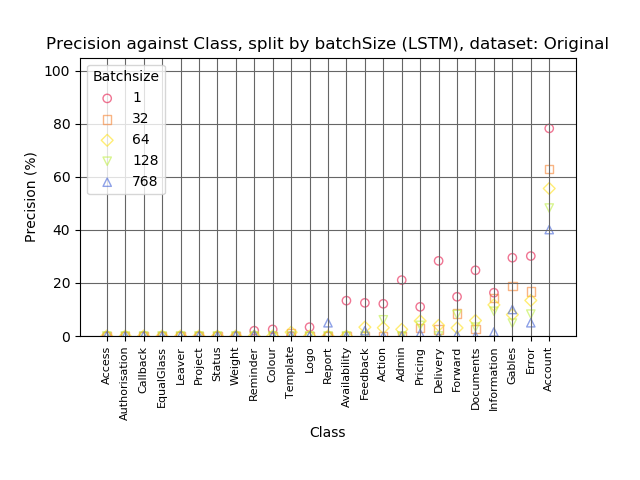 Precision against Class, split by batchSize (LSTM), dataset: Original
Precision (%)
100
80
60
40
20
0
Batchsize
1
32
64
128
768
Access
Authorisation
Callback
EqualGlass
Leaver
Project
Status
Weight
Reminder
Colour
Template
Logo
Report
Availability
Feedback
Action
Admin
Pricing
Delivery
Forward
Documents
Information
Gables
Error
Account
Class